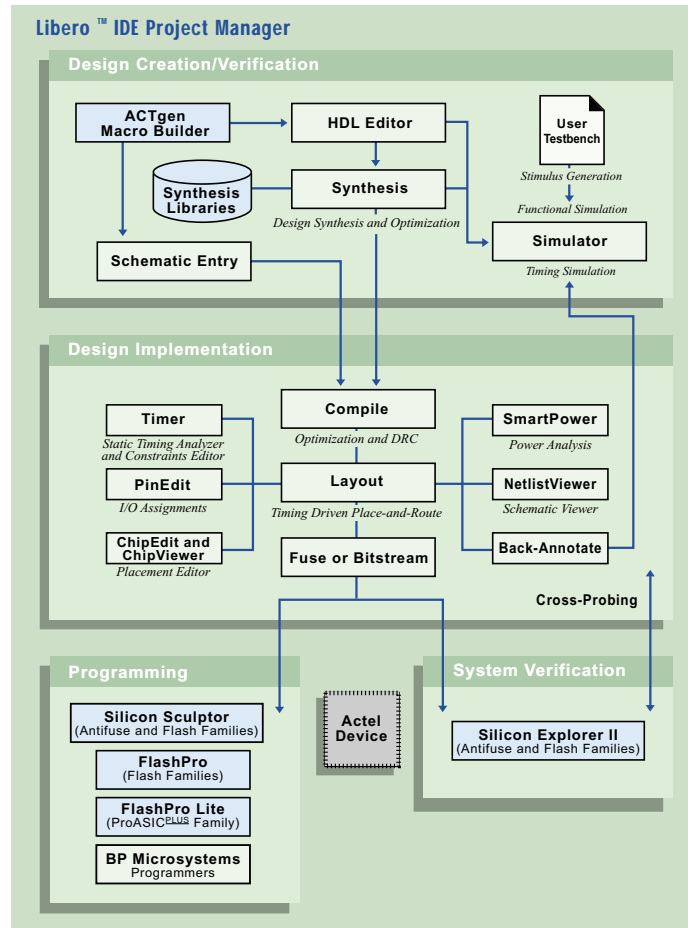 Libero ™ IDE Project Manager
Design Creation/Verification
ACTgen
Macro Builder
HDL Editor
User
Testbench
Synthesis
Libraries
Synthesis
Design Synthesis and Optimization
Stimulus Generation
Functional Simulation
Simulator
Timing Simulation
Schematic Entry
Design Implementation
Timer
Static Timing Analyzer
and Constraints Editor
PinEdit
I/O Assignments
ChipEdit and
ChipViewer
Placement Editor
Compile
Optimization and DRC
Layout
Timing Driven Place-and-Route
Fuse or Bitstream
SmartPower
Power Analysis
NetlistViewer
Schematic Viewer
Back-Annotate
Cross-Probing
Programming
Silicon Sculptor
(Antifuse and Flash Families)
FlashPro
(Flash Families)
FlashPro Lite
(ProASICPLUS Family)
BP Microsystems
Programmers
Actel
Device
System Verification
Silicon Explorer II
(Antifuse and Flash Families)